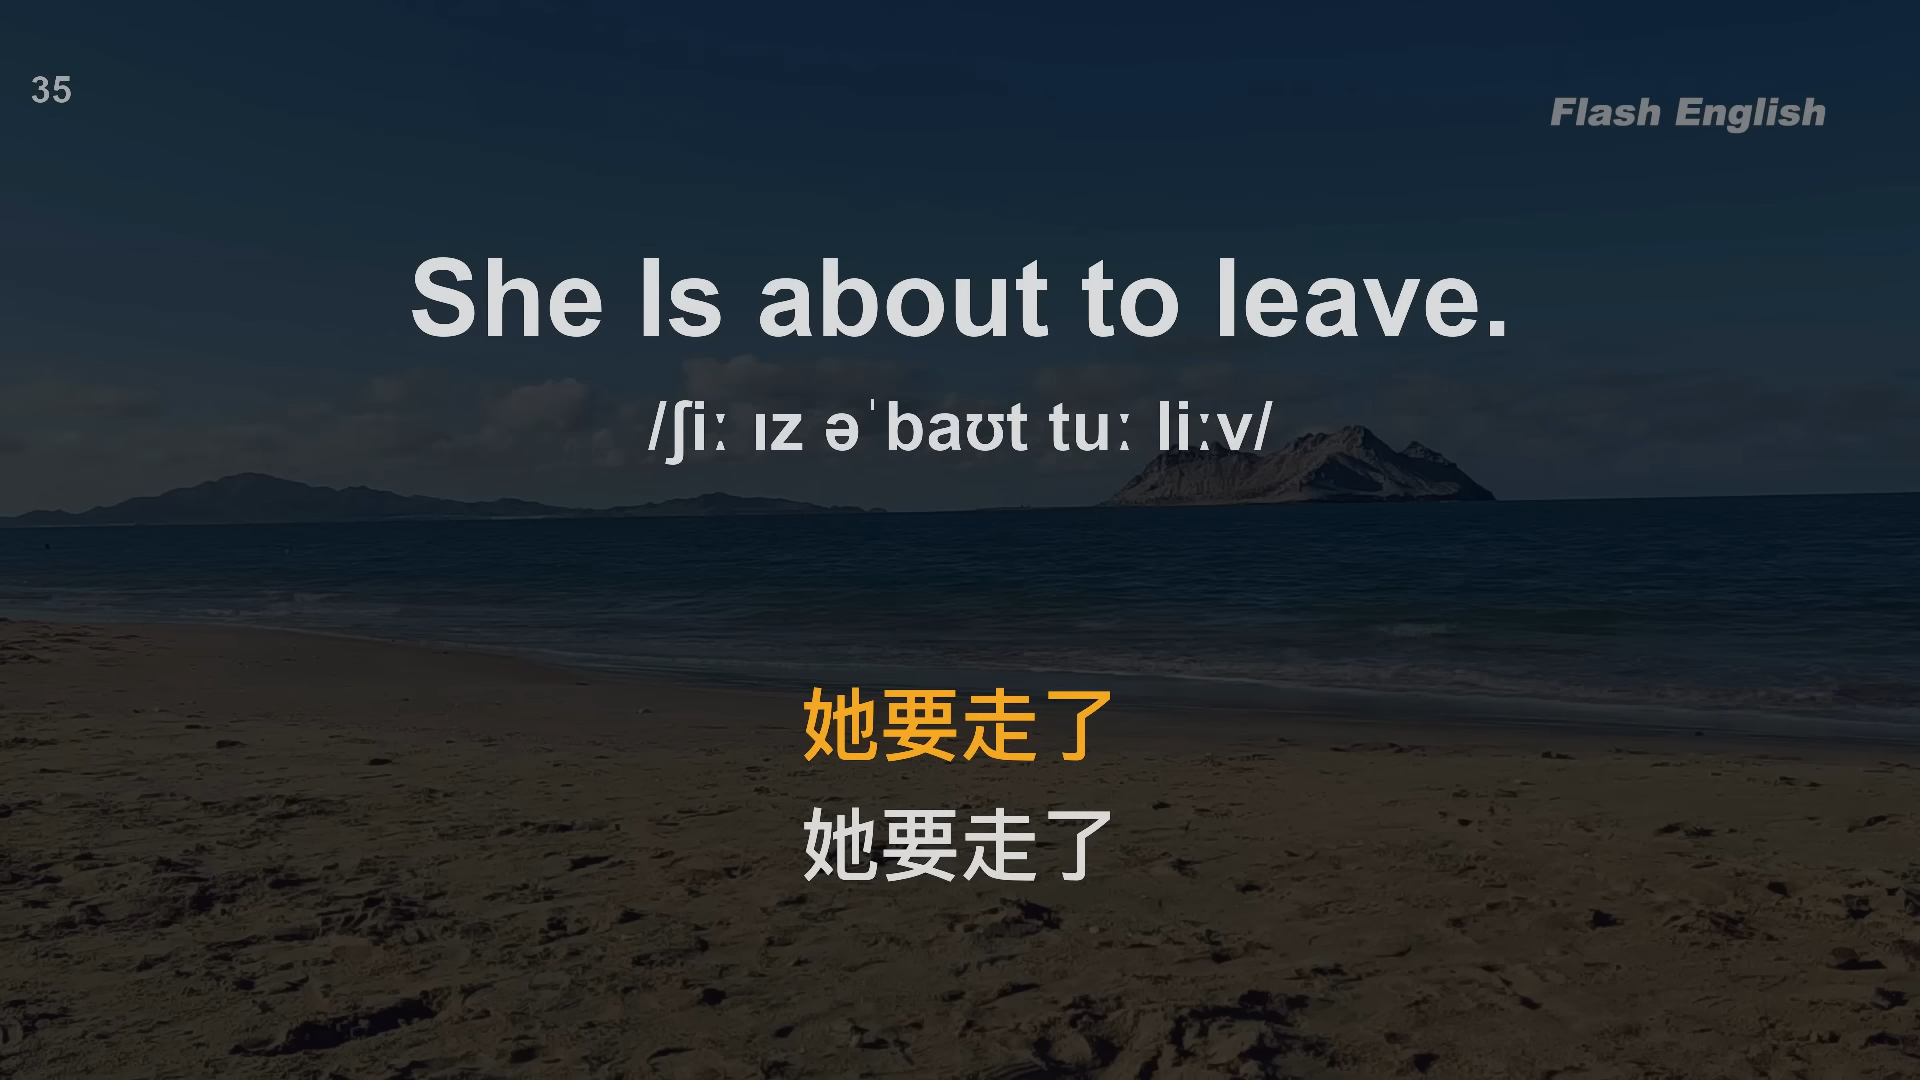 35
Flash English
She Is about to leave.
/ʃiː ɪz əˈbaʊt tuː liːv/
她要走了
她要走了